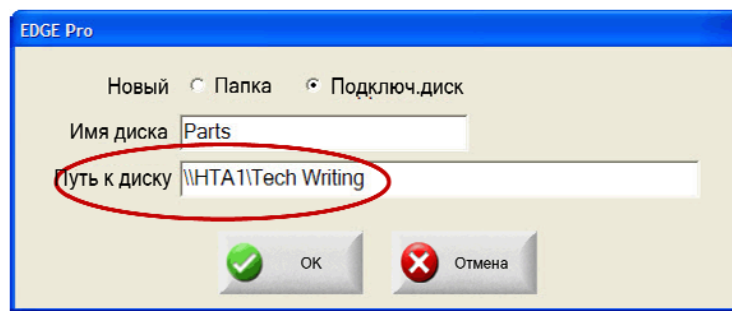 EDGE Pro
Новый Папка Подключ.диск
Имя диска Parts
Путь к диску \\HTA1\Tech Writing
OK Отмена